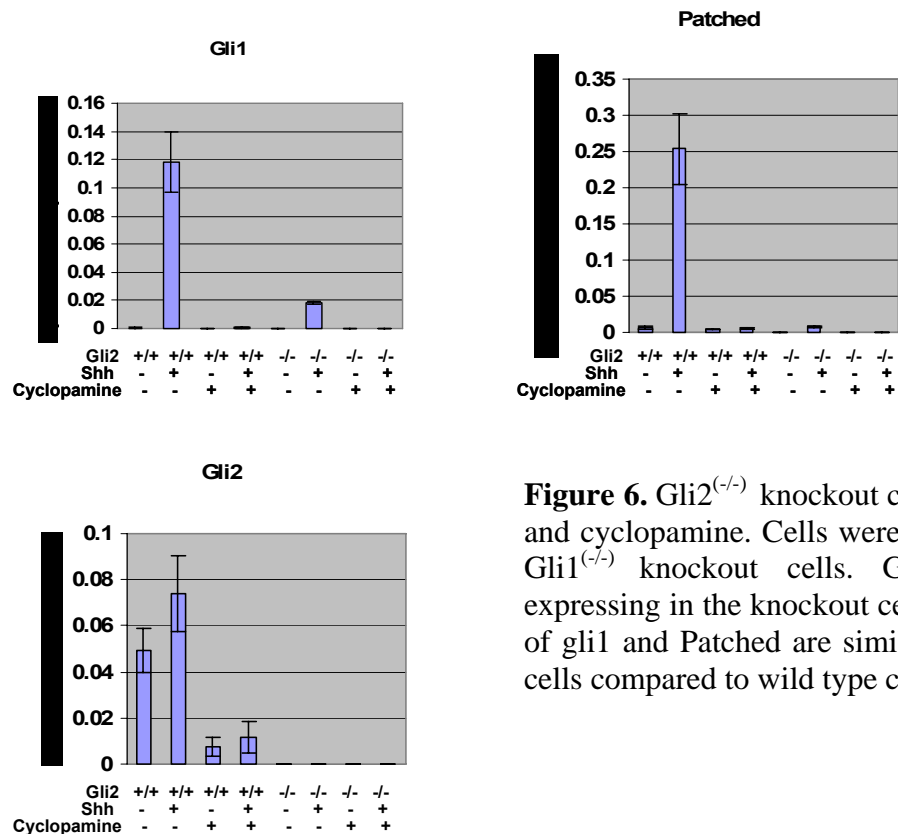 Gli1
0.16
0.14
0.12
0.1
0.08
0.06
0.04
0.02
0
Gli2 +/+ +/+ +/+ +/+ -/- -/- -/- -/-
Shh - + - + - + - +
Cyclopamine - - + + - - + +
Patched
0.35
0.3
0.25
0.2
0.15
0.1
0.05
0
Gli2 +/+ +/+ +/+ +/+ -/- -/- -/- -/-
Shh - + - + - + - +
Cyclopamine - - + + - - + +
Gli2
0.1
0.08
0.06
0.04
0.02
0
Gli2 +/+ +/+ +/+ +/+ -/- -/- -/- -/-
Shh - + - + - + - +
Cyclopamine - - + + - - + +
Figure 6. Gli2(-/-) knockout
and cyclopamine. Cells were
Gli1(-/-) knockout cells.
expressing in the knockout
of gli1 and Patched are
cells compared to wild type